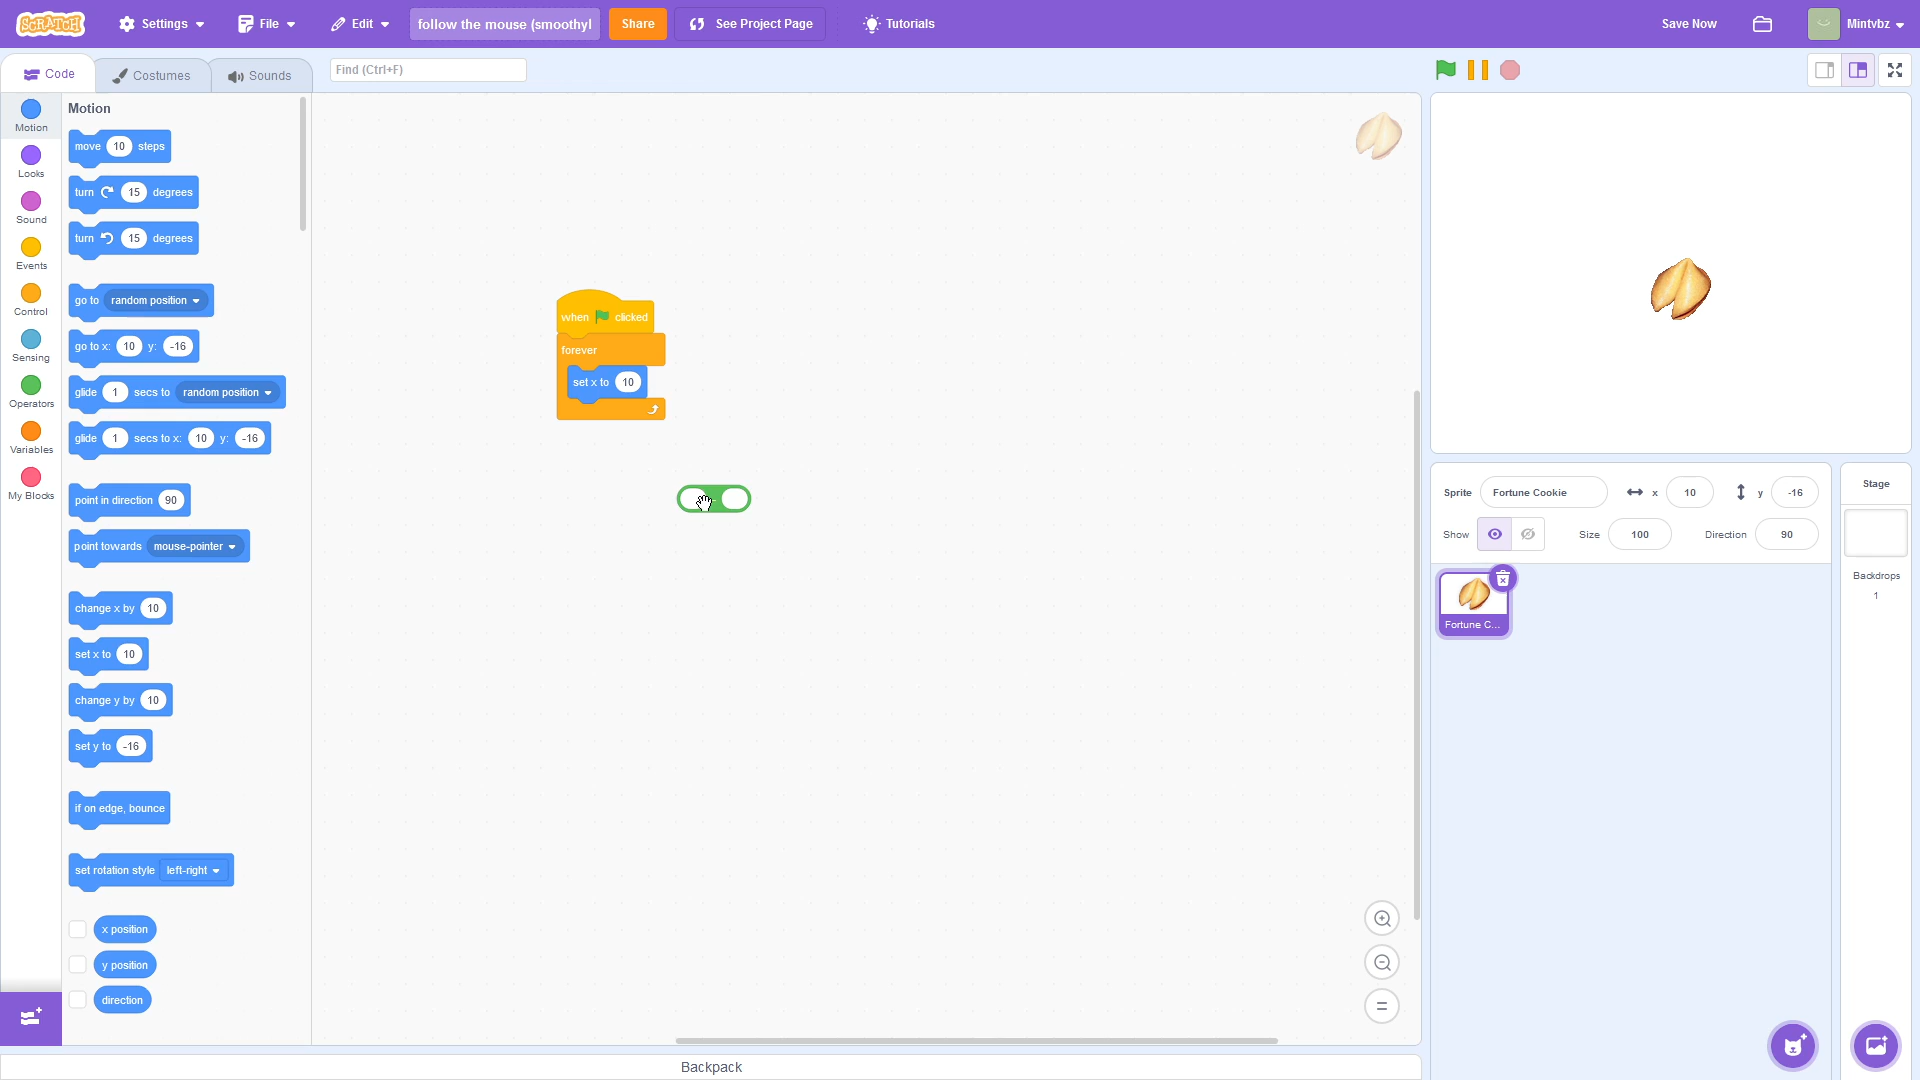 SCRATCH Settings File Edit follow the mouse (smoothyl Share See Project Page Tutorials Save Now Mintvbz
Code Costumes Sounds Find (Ctrl+F)
Motion
Looks
Sound
Events
Control
Sensing
Operators
Variables
My Blocks
Motion
move 10 steps
turn 15 degrees
turn 15 degrees
go to random position
go to x: 10 y: -16
glide 1 secs to random position
glide 1 secs to x: 10 y: -16
point in direction 90
point towards mouse-pointer
change x by 10
set x to 10
change y by 10
set y to -16
if on edge, bounce
set rotation style left-right
x position
y position
direction
when clicked
forever
set x to 10
Backpack
Sprite Fortune Cookie x 10 y -16
Show Size 100 Direction 90
Fortune C...
Stage
Backdrops
1